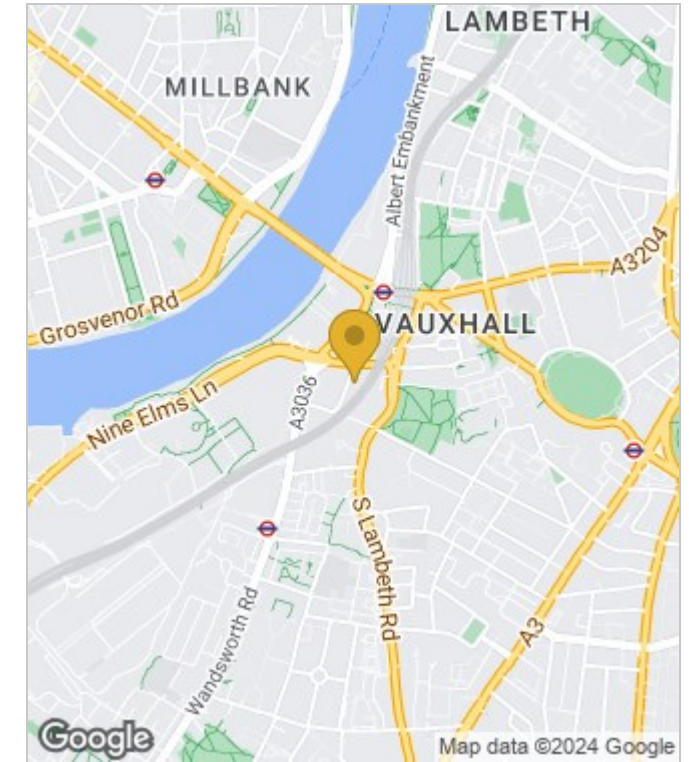 LAMBETH
MILLBANK
Albert Embankment
A3204
Grosvenor Rd
VAUXHALL
Nine Elms Ln
A3036
S Lambeth Rd
A3
Wandsworth Rd
Google
Map data ©2024 Google